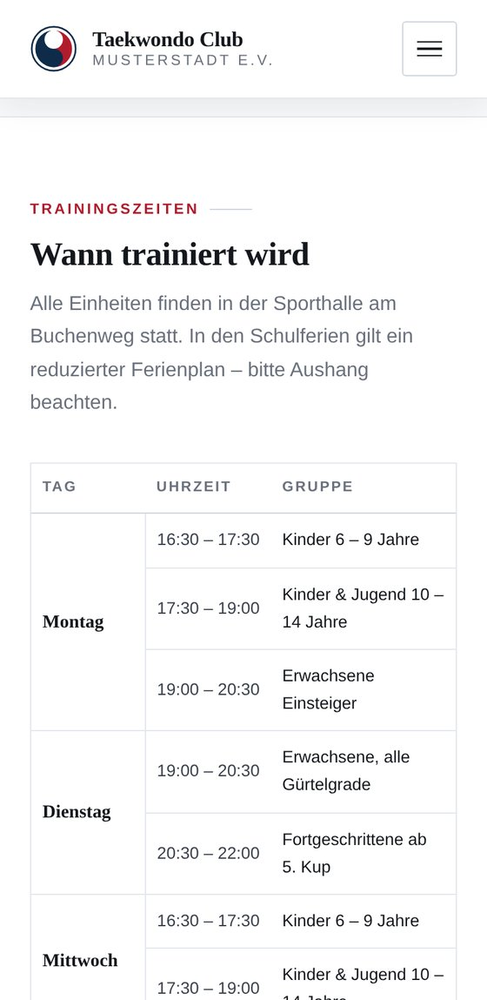 Taekwondo Club
MUSTERSTADT E.V.
TRAININGSZEITEN
Wann trainiert wird
Alle Einheiten finden in der Sporthalle am
Buchenweg statt. In den Schulferien gilt ein
reduzierter Ferienplan – bitte Aushang
beachten.
TAG UHRZEIT GRUPPE
Montag
16:30 – 17:30 Kinder 6 – 9 Jahre
17:30 – 19:00 Kinder & Jugend 10 –
14 Jahre
19:00 – 20:30 Erwachsene
Einsteiger
Dienstag
19:00 – 20:30 Erwachsene, alle
Gürtelgrade
20:30 – 22:00 Fortgeschrittene ab
5. Kup
Mittwoch
16:30 – 17:30 Kinder 6 – 9 Jahre
17:30 – 19:00 Kinder & Jugend 10 –
14 Jahre